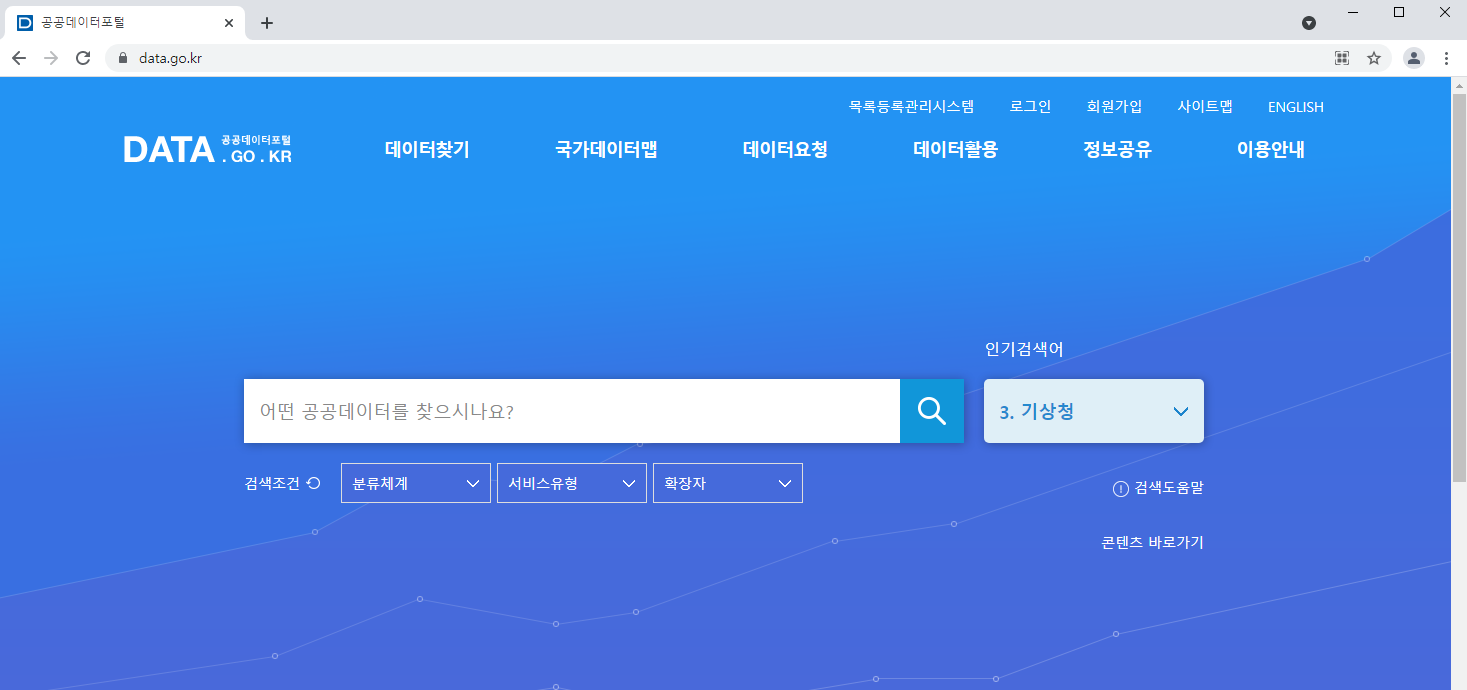 공공데이터포털
data.go.kr
목록등록관리시스템 로그인 회원가입 사이트맵 ENGLISH
DATA 공공데이터포털
. GO . KR
데이터찾기 국가데이터맵 데이터요청 데이터활용 정보공유 이용안내
인기검색어
어떤 공공데이터를 찾으시나요?
3. 기상청
검색조건 분류체계 서비스유형 확장자
검색도움말
콘텐츠 바로가기